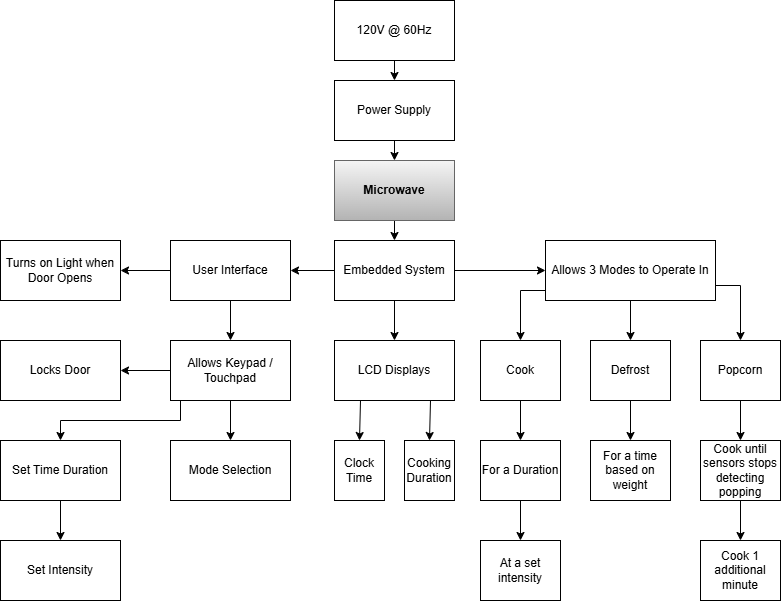 120V @ 60Hz
Power Supply
Microwave
Turns on Light when
Door Opens
User Interface
Embedded System
Allows 3 Modes to Operate In
Locks Door
Allows Keypad /
Touchpad
LCD Displays
Cook
Defrost
Popcorn
Set Time Duration
Mode Selection
Clock
Time
Cooking
Duration
For a Duration
For a time
based on
weight
Cook until
sensors stops
detecting
popping
Set Intensity
At a set
intensity
Cook 1
additional
minute